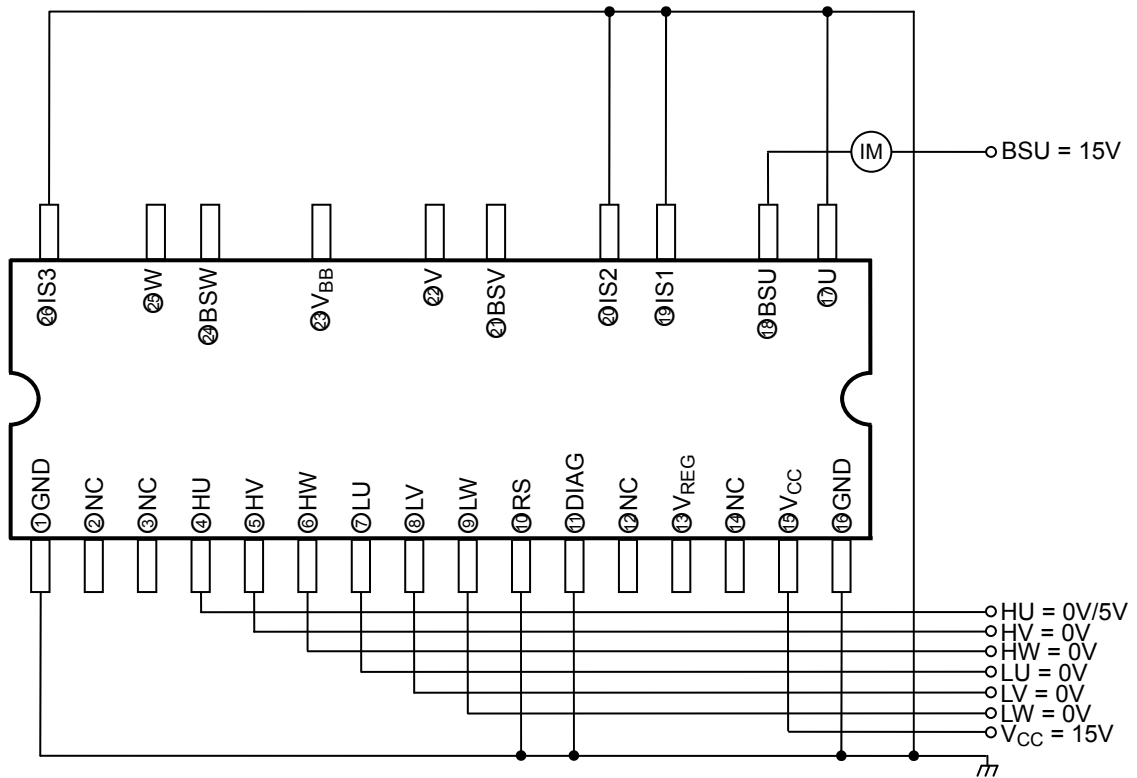 IM
BSU = 15V
㉖IS3
㉕W
㉔BSW
㉓VBB
㉒V
㉑BSV
⑳IS2
⑲IS1
⑱BSU
⑰U
①GND
②NC
③NC
④HU
⑤HV
⑥HW
⑦LU
⑧LV
⑨LW
⑩RS
⑪DIAG
⑫NC
⑬VREG
⑭NC
⑮VCC
⑯GND
HU = 0V/5V
HV = 0V
HW = 0V
LU = 0V
LV = 0V
LW = 0V
VCC = 15V